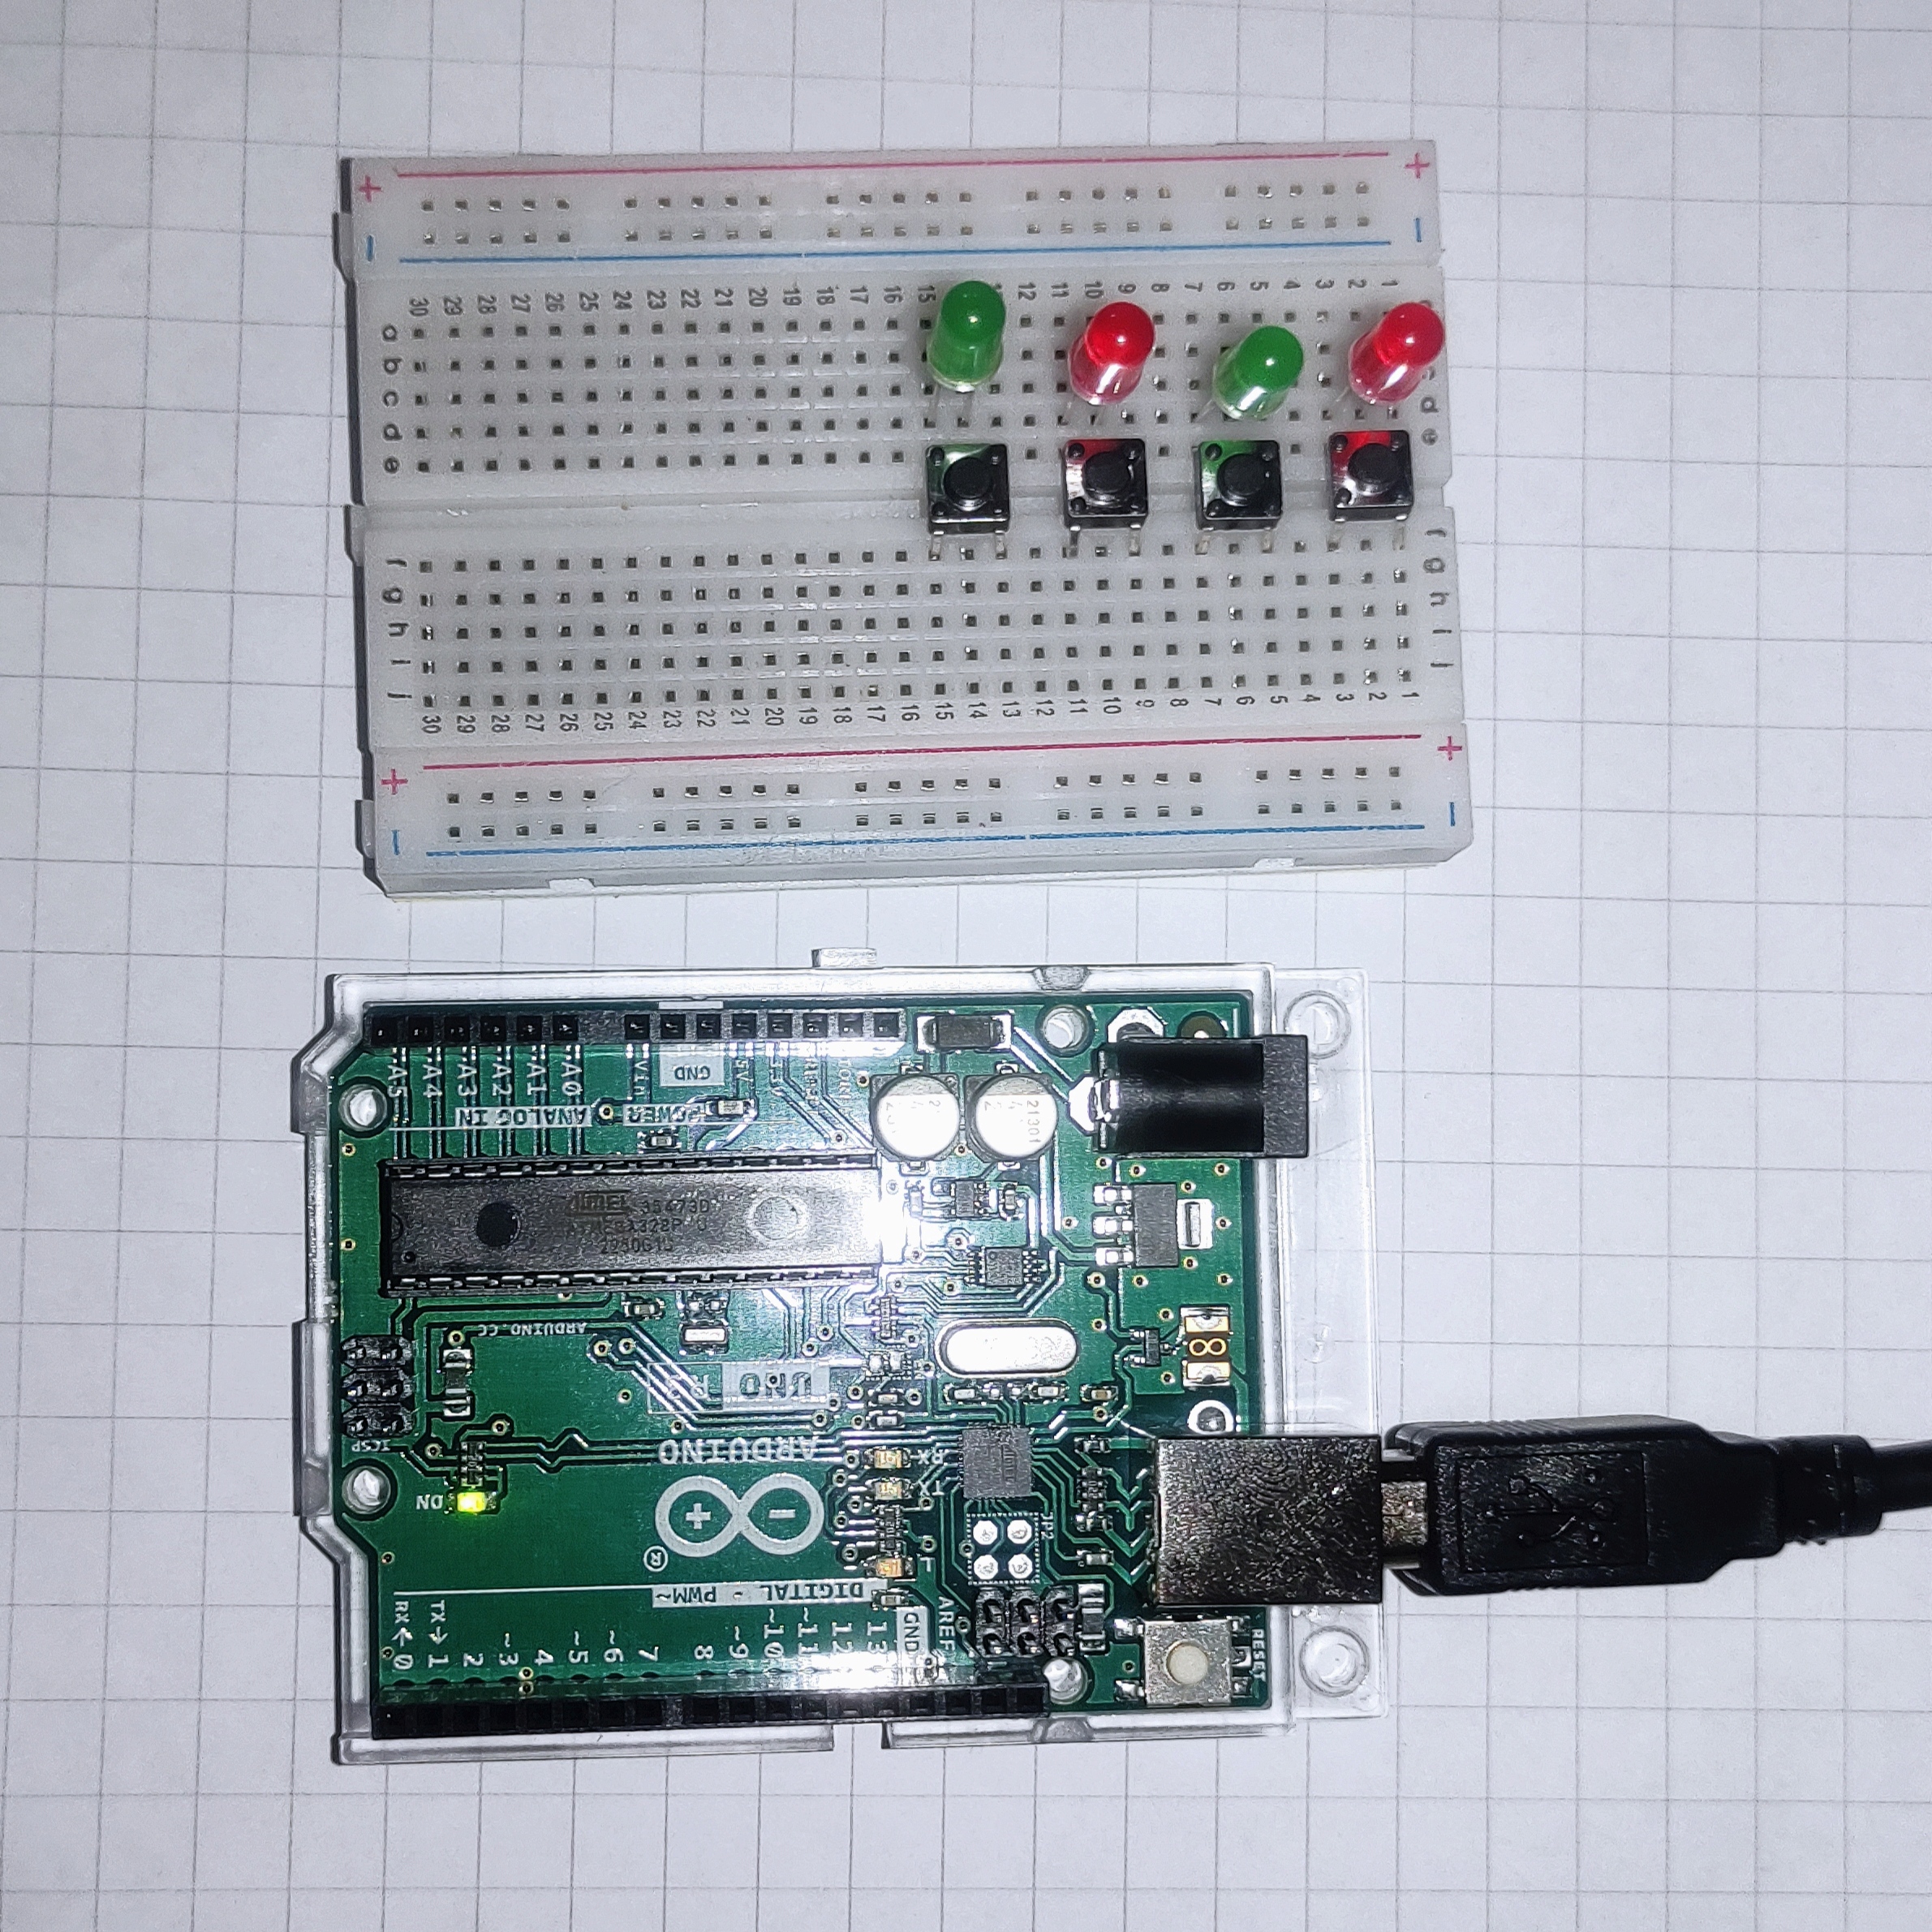 + +
- -
30 29 28 27 26 25 24 23 22 21 20 19 18 17 16 15 12 11 10 9 8 7 6 5 4 3 2 1
a
b
c
d d
e e
f f
g g
h h
i i
j j
30 29 28 27 26 25 24 23 22 21 20 19 18 17 16 15 14 13 12 11 10 9 8 7 6 5 4 3 2 1
+ +
- -
A5 A4 A3 A2 A1 A0 Vin GND 5V
ANALOG IN POWER
21301
ATMEL 35473D
ARDUINO.CC
8
UNO
ICSP
ARDUINO
RX
TX
ON
- +
®
L
DIGITAL - PWM~
RX←0 TX→1 2 ~3 4 ~5 ~6 7 8 ~9 ~10 ~11 12 13 GND AREF
RESET